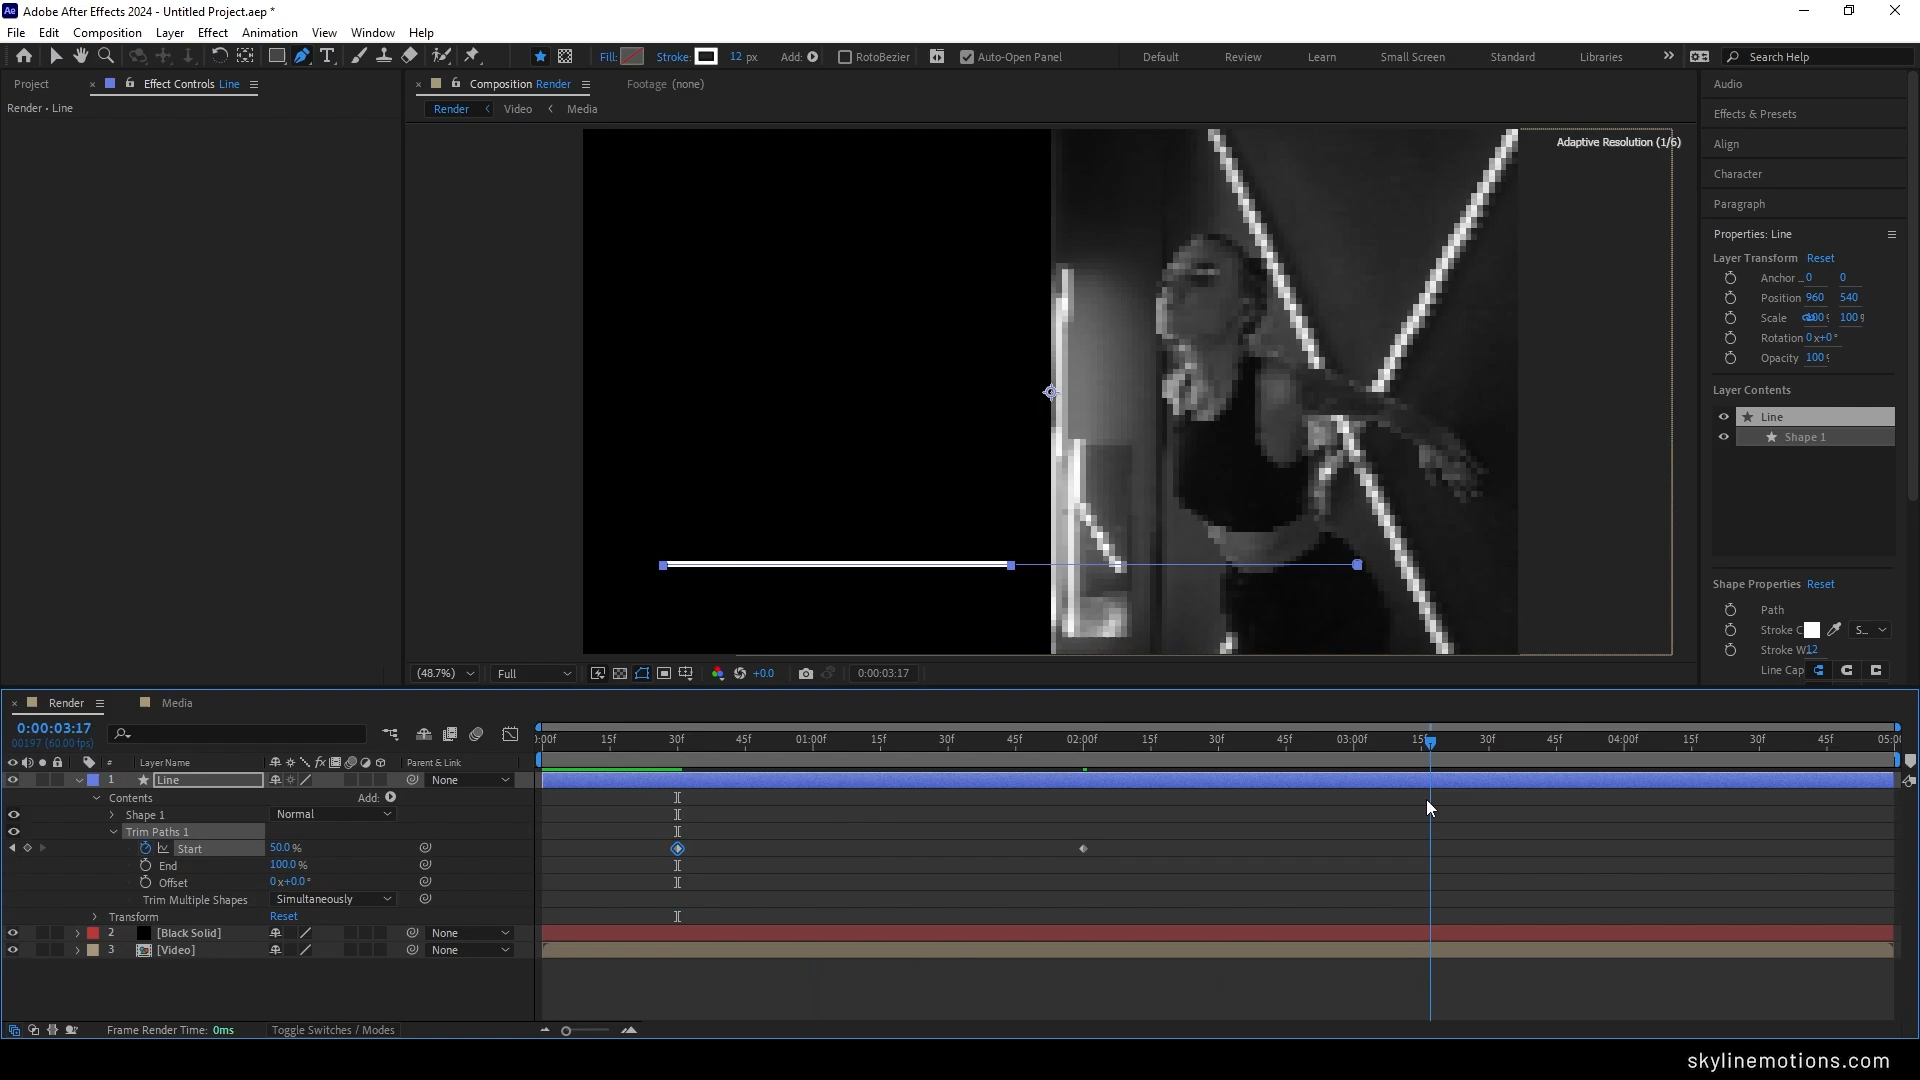 Adobe After Effects 2024 - Untitled Project.aep *
File Edit Composition Layer Effect Animation View Window Help
Fill: Stroke: 12 px Add: RotoBezier Auto-Open Panel Default Review Learn Small Screen Standard Libraries Search Help
Project Effect Controls Line Composition Render Footage (none) Audio
Render • Line Render Video Media
Effects & Presets
Adaptive Resolution (1/6)
Align
Character
Paragraph
Properties: Line
Layer Transform Reset
Anchor 0 0
Position 960 540
Scale 100 100
Rotation 0x+0°
Opacity 100
Layer Contents
Line
Shape 1
Shape Properties Reset
Path
Stroke C S...
Stroke W 12
Line Cap
(48.7%) Full +0.0 0:00:03:17
Render Media
0:00:03:17
00197 (60.00 fps)
:00f 15f 30f 45f 01:00f 15f 30f 45f 02:00f 15f 30f 45f 03:00f 15f 30f 45f 04:00f 15f 30f 45f 05:00
# Layer Name Parent & Link
1 Line None
Contents Add:
Shape 1 Normal
Trim Paths 1
Start 50.0%
End 100.0%
Offset 0x+0.0°
Trim Multiple Shapes Simultaneously
Transform Reset
2 [Black Solid] None
3 [Video] None
Frame Render Time: 0ms Toggle Switches / Modes
skylinemotions.com